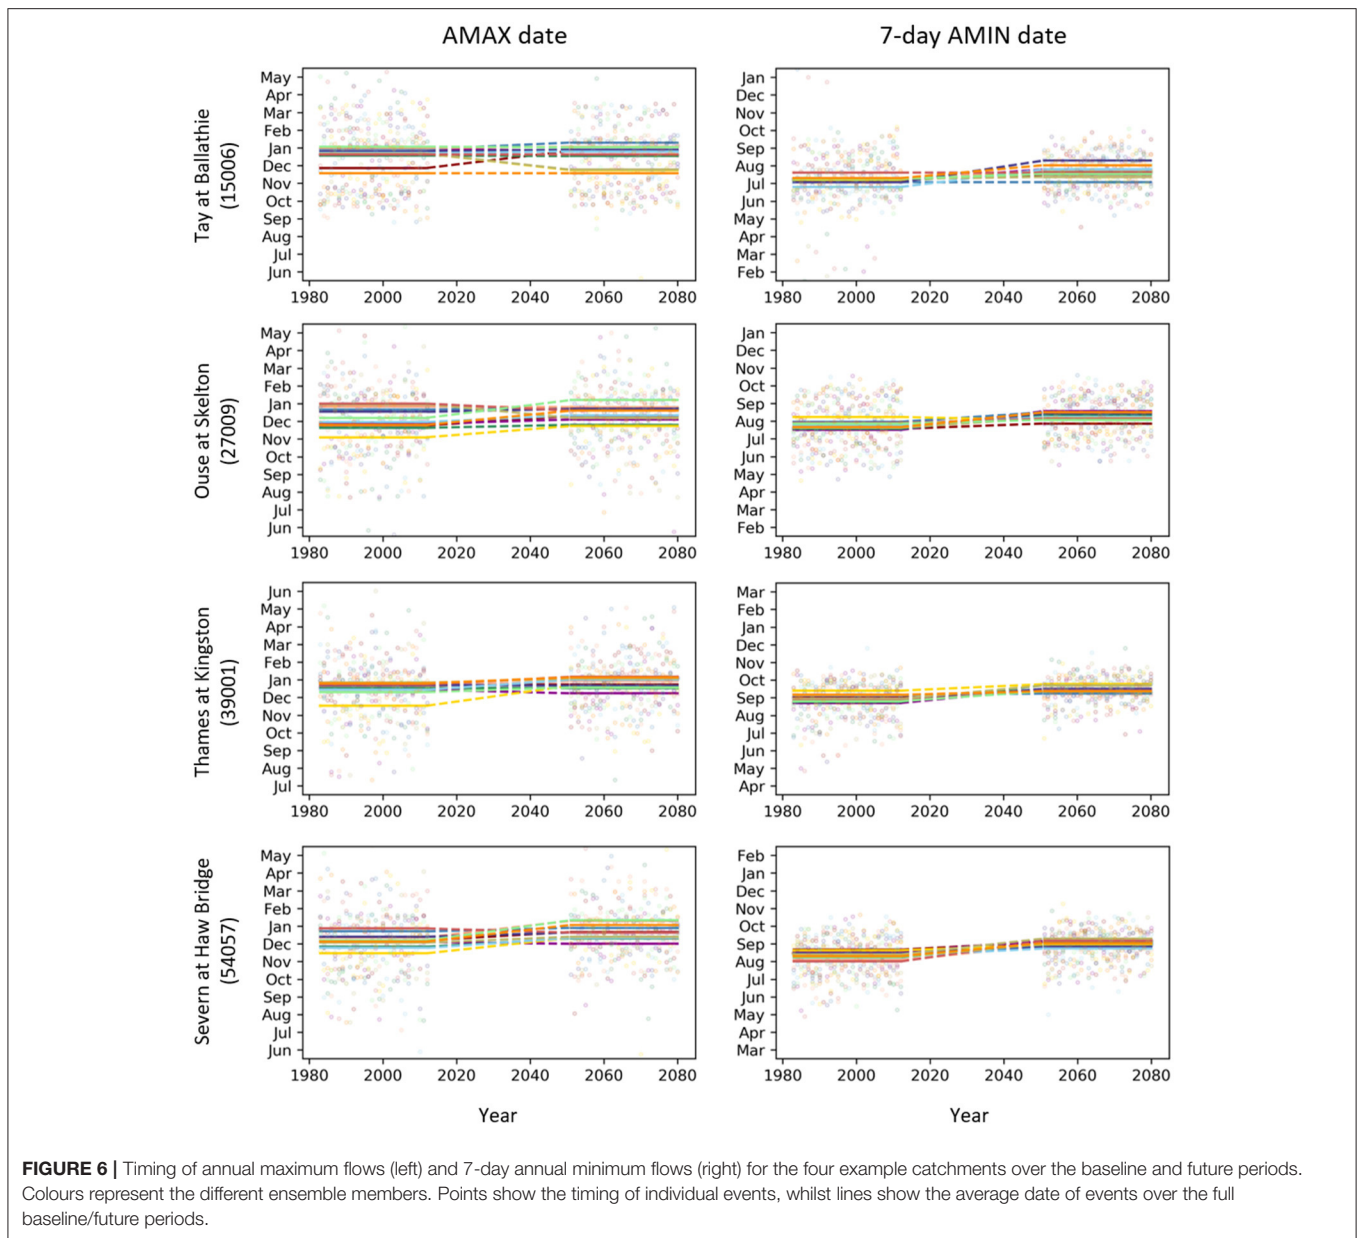 AMAX date
7-day AMIN date
Tay at Ballathie
(15006)
May
Apr
Mar
Feb
Jan
Dec
Nov
Oct
Sep
Aug
Jul
Jun
1980 2000 2020 2040 2060 2080
Jan
Dec
Nov
Oct
Sep
Aug
Jul
Jun
May
Apr
Mar
Feb
1980 2000 2020 2040 2060 2080
Ouse at Skelton
(27009)
May
Apr
Mar
Feb
Jan
Dec
Nov
Oct
Sep
Aug
Jul
Jun
1980 2000 2020 2040 2060 2080
Jan
Dec
Nov
Oct
Sep
Aug
Jul
Jun
May
Apr
Mar
Feb
1980 2000 2020 2040 2060 2080
Thames at Kingston
(39001)
Jun
May
Apr
Mar
Feb
Jan
Dec
Nov
Oct
Sep
Aug
Jul
1980 2000 2020 2040 2060 2080
Mar
Feb
Jan
Dec
Nov
Oct
Sep
Aug
Jul
Jun
May
Apr
1980 2000 2020 2040 2060 2080
Severn at Haw Bridge
(54057)
May
Apr
Mar
Feb
Jan
Dec
Nov
Oct
Sep
Aug
Jul
Jun
1980 2000 2020 2040 2060 2080
Feb
Jan
Dec
Nov
Oct
Sep
Aug
Jul
Jun
May
Apr
Mar
1980 2000 2020 2040 2060 2080
Year
Year
FIGURE 6 | Timing of annual maximum flows (left) and 7-day annual minimum flows (right) for the four example catchments over the baseline and future periods.
Colours represent the different ensemble members. Points show the timing of individual events, whilst lines show the average date of events over the full
baseline/future periods.